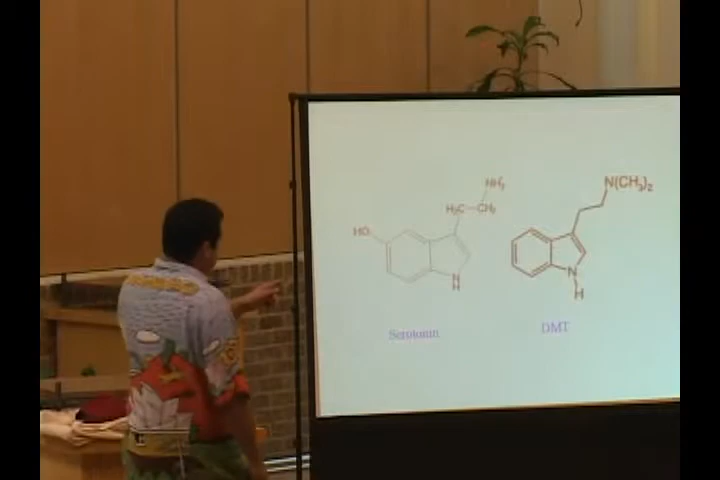 NH₂
H₂C-CH₂
HO
N
H
Serotonin
N(CH₃)₂
N
H
DMT